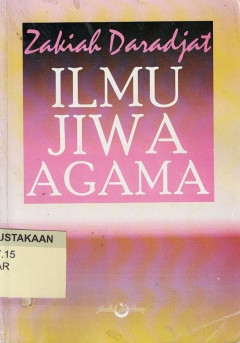 Zakiah Daradjat
ILMU
JIWA
AGAMA
USTAKAAN
.15
AR